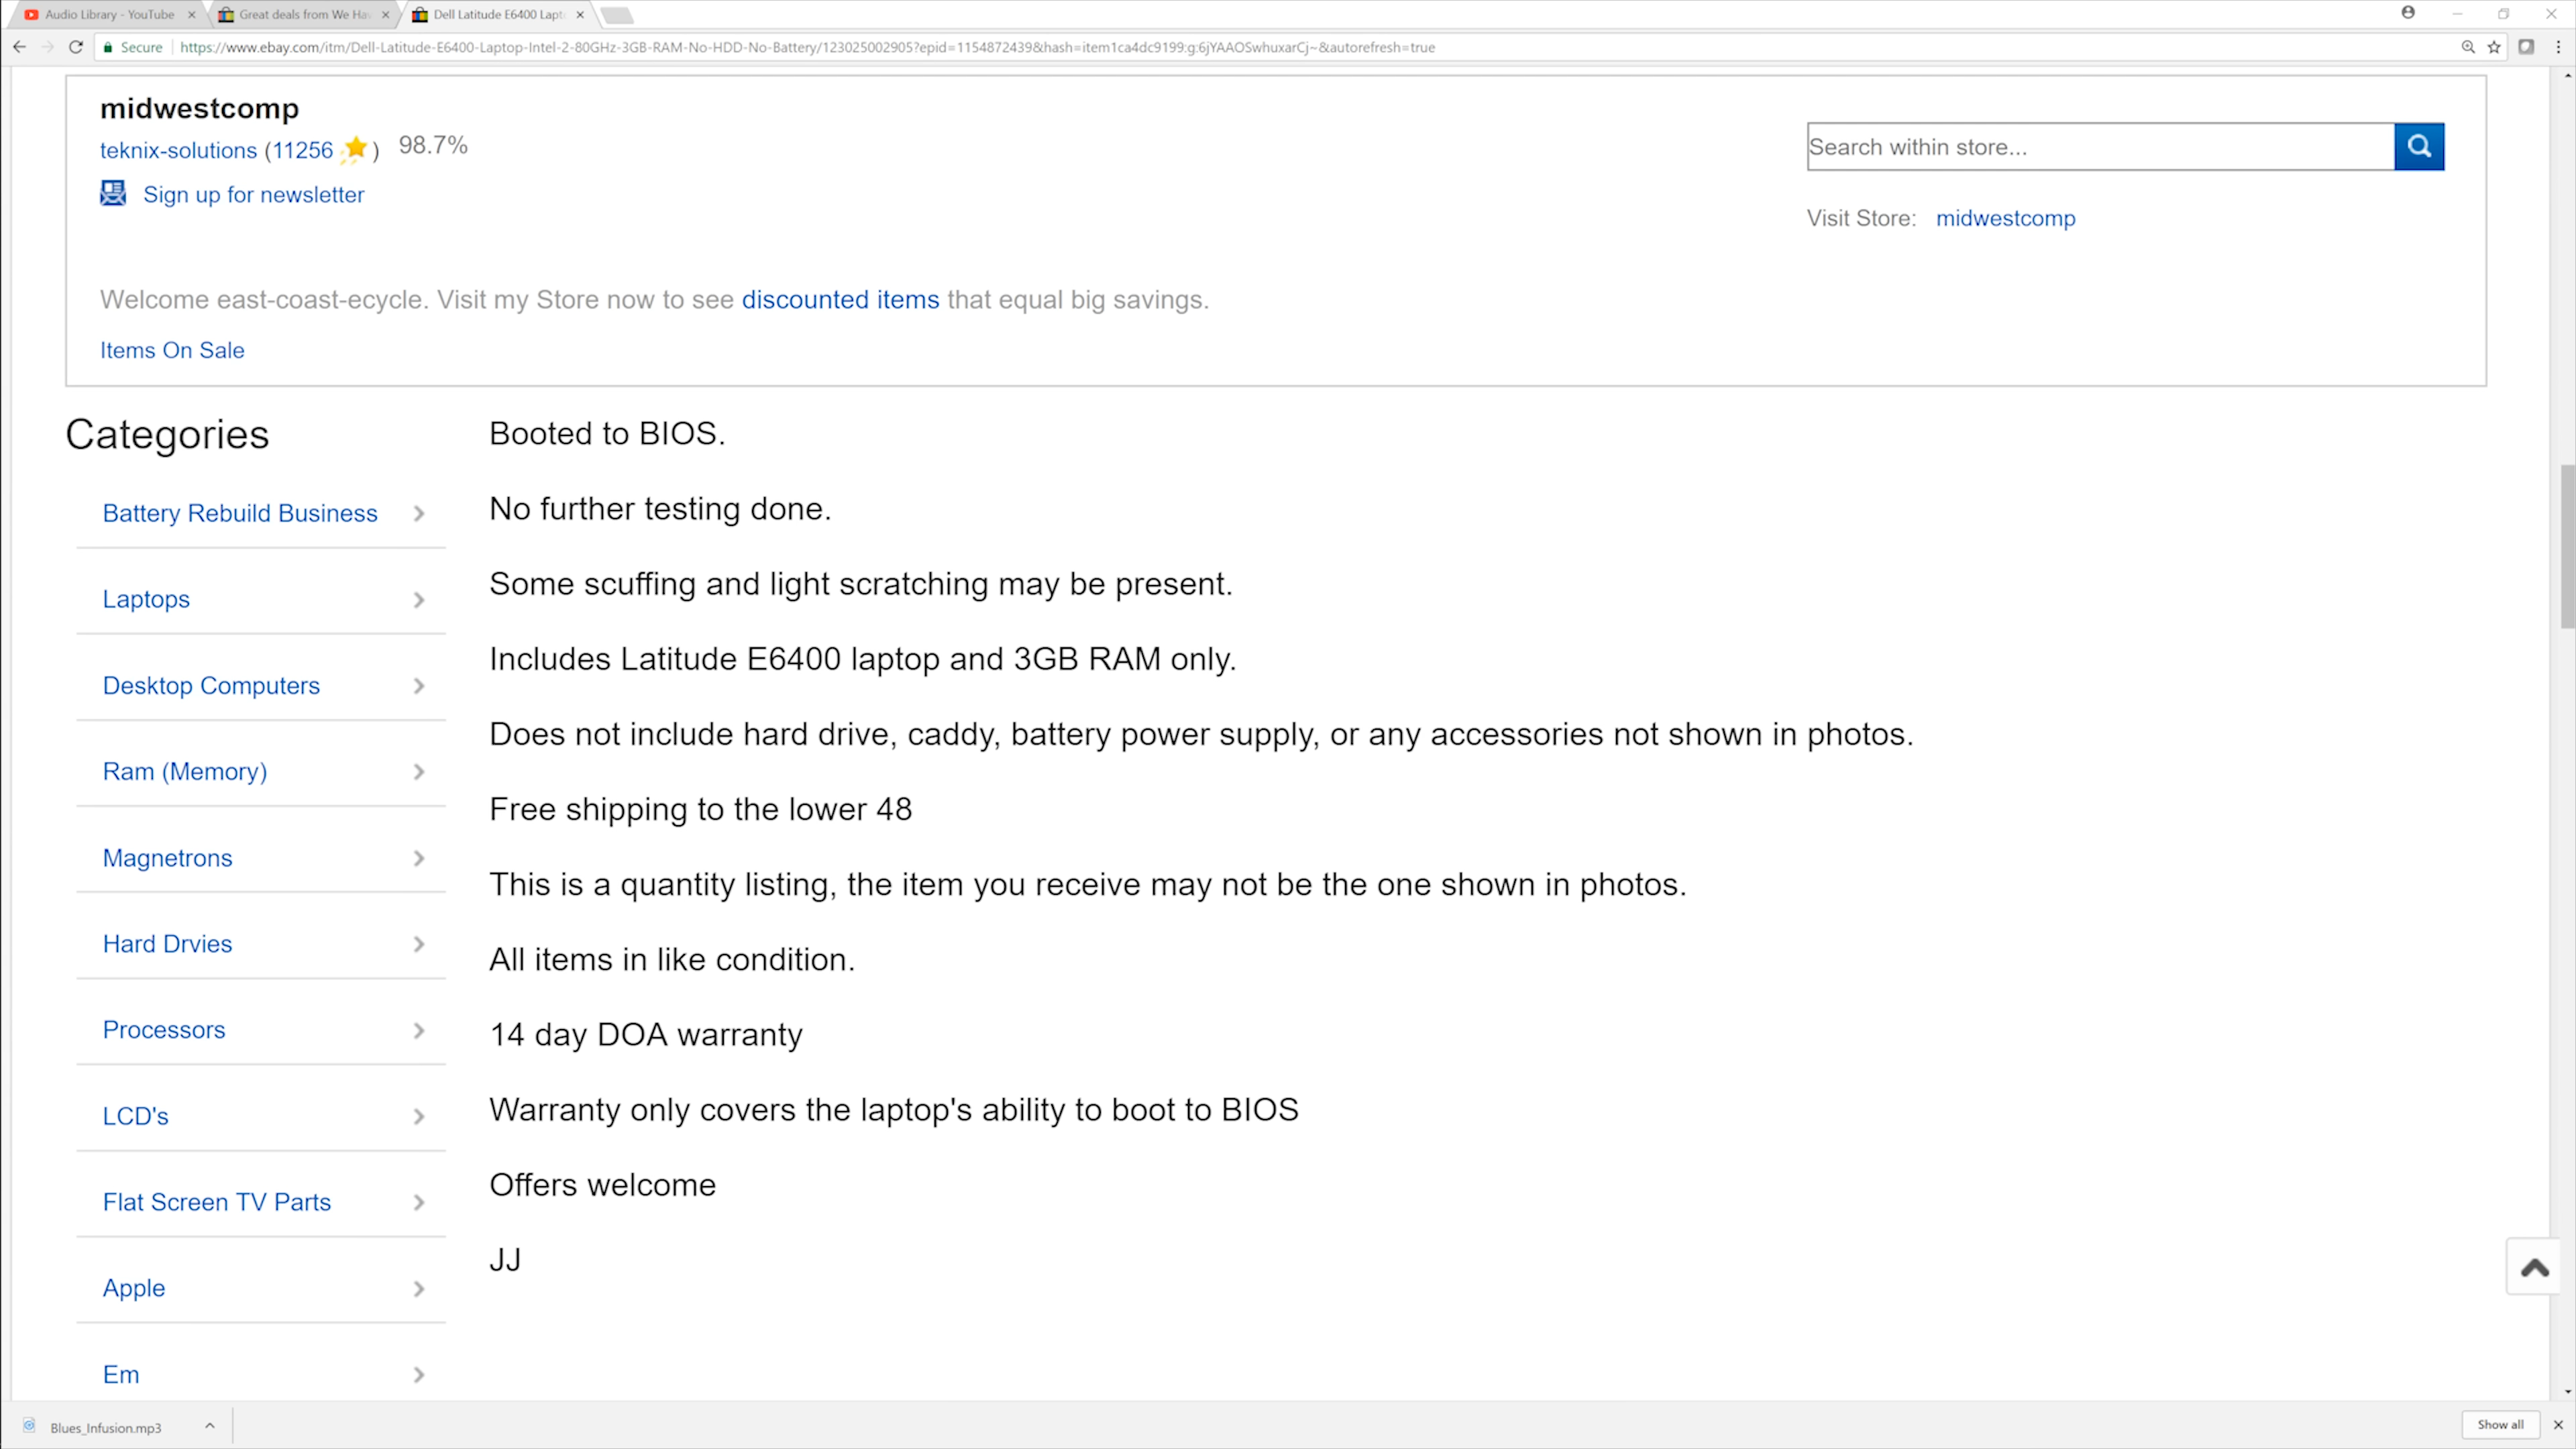 Audio Library - YouTube
Great deals from We Ha
Dell Latitude E6400 Lapt
Secure https://www.ebay.com/itm/Dell-Latitude-E6400-Laptop-Intel-2-80GHz-3GB-RAM-No-HDD-No-Battery/123025002905?epid=1154872439&hash=item1ca4dc9199:g:6jYAAOSwhuxarCj~&autorefresh=true
midwestcomp
teknix-solutions (11256 ) 98.7%
Sign up for newsletter
Search within store...
Visit Store: midwestcomp
Welcome east-coast-ecycle. Visit my Store now to see discounted items that equal big savings.
Items On Sale
Categories
Battery Rebuild Business
Laptops
Desktop Computers
Ram (Memory)
Magnetrons
Hard Drvies
Processors
LCD's
Flat Screen TV Parts
Apple
Em
Booted to BIOS.
No further testing done.
Some scuffing and light scratching may be present.
Includes Latitude E6400 laptop and 3GB RAM only.
Does not include hard drive, caddy, battery power supply, or any accessories not shown in photos.
Free shipping to the lower 48
This is a quantity listing, the item you receive may not be the one shown in photos.
All items in like condition.
14 day DOA warranty
Warranty only covers the laptop's ability to boot to BIOS
Offers welcome
JJ
Blues_Infusion.mp3
Show all